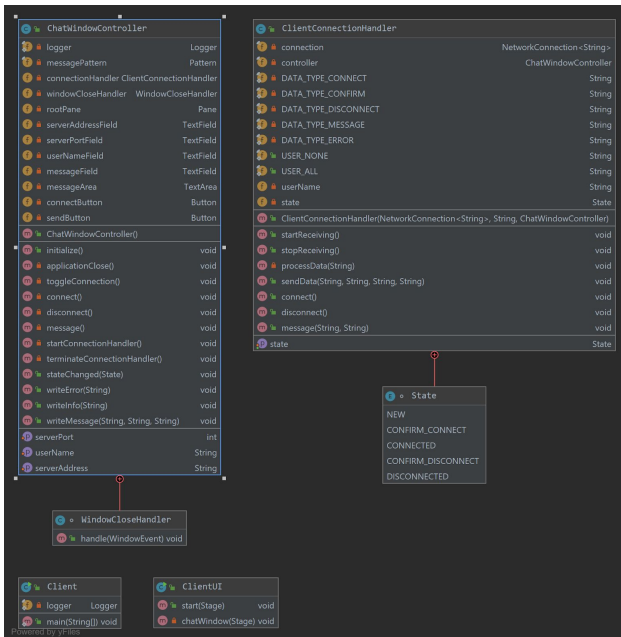 ChatWindowController
logger Logger
messagePattern Pattern
connectionHandler ClientConnectionHandler
windowCloseHandler WindowCloseHandler
rootPane Pane
serverAddressField TextField
serverPortField TextField
userNameField TextField
messageField TextField
messageArea TextArea
connectButton Button
sendButton Button
ChatWindowController()
initialize() void
applicationClose() void
toggleConnection() void
connect() void
disconnect() void
message() void
startConnectionHandler() void
terminateConnectionHandler() void
stateChanged(State) void
writeError(String) void
writeInfo(String) void
writeMessage(String, String, String) void
serverPort int
userName String
serverAddress String
WindowCloseHandler
handle(WindowEvent) void
ClientConnectionHandler
connection NetworkConnection<String>
controller ChatWindowController
DATA_TYPE_CONNECT String
DATA_TYPE_CONFIRM String
DATA_TYPE_DISCONNECT String
DATA_TYPE_MESSAGE String
DATA_TYPE_ERROR String
USER_NONE String
USER_ALL String
userName String
state State
ClientConnectionHandler(NetworkConnection<String>, String, ChatWindowController)
startReceiving() void
stopReceiving() void
processData(String) void
sendData(String, String, String, String) void
connect() void
disconnect() void
message(String, String) void
state State
State
NEW
CONFIRM_CONNECT
CONNECTED
CONFIRM_DISCONNECT
DISCONNECTED
Client
logger Logger
main(String[]) void
ClientUI
start(Stage) void
chatWindow(Stage) void
Powered by yFiles